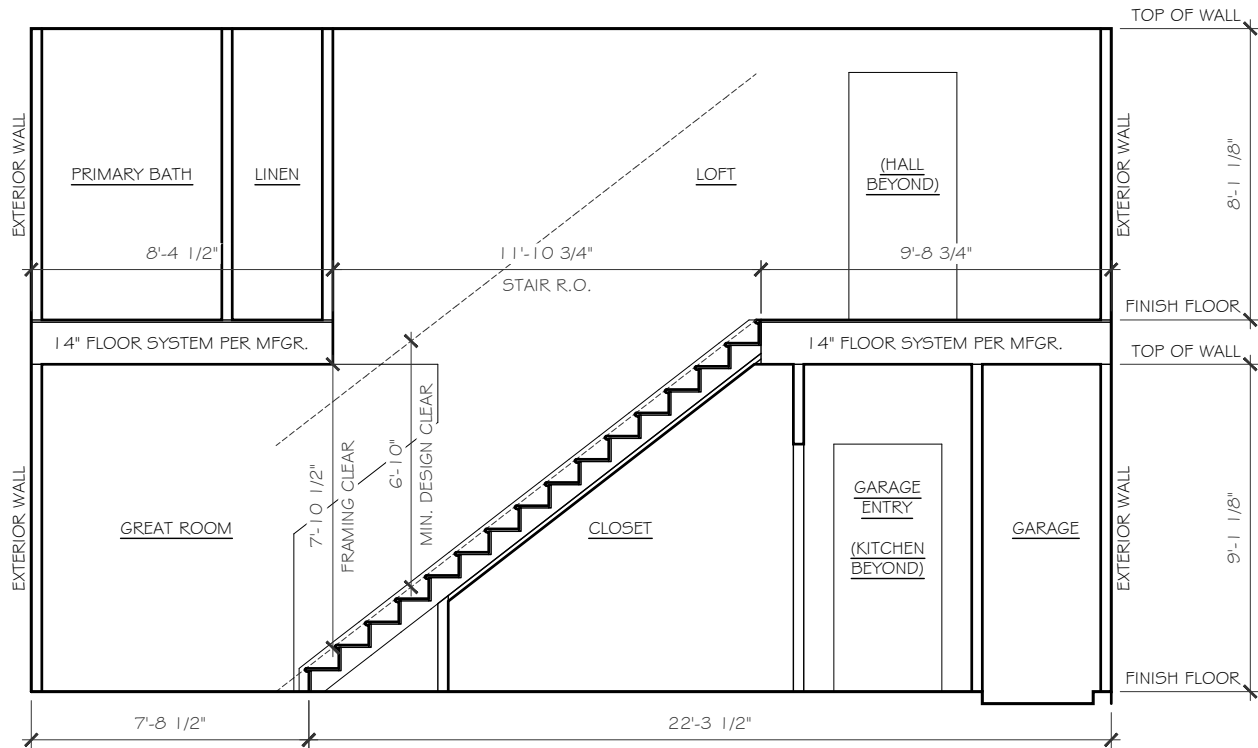 TOP OF WALL
EXTERIOR WALL
PRIMARY BATH
LINEN
LOFT
(HALL
BEYOND)
EXTERIOR WALL
8'-1 1/8"
8'-4 1/2"
11'-10 3/4"
9'-8 3/4"
STAIR R.O.
FINISH FLOOR
14" FLOOR SYSTEM PER MFGR.
14" FLOOR SYSTEM PER MFGR.
TOP OF WALL
EXTERIOR WALL
GREAT ROOM
7'-10 1/2"
FRAMING CLEAR
6'-10"
MIN. DESIGN CLEAR
CLOSET
GARAGE
ENTRY
(KITCHEN
BEYOND)
GARAGE
EXTERIOR WALL
9'-1 1/8"
FINISH FLOOR
7'-8 1/2"
22'-3 1/2"